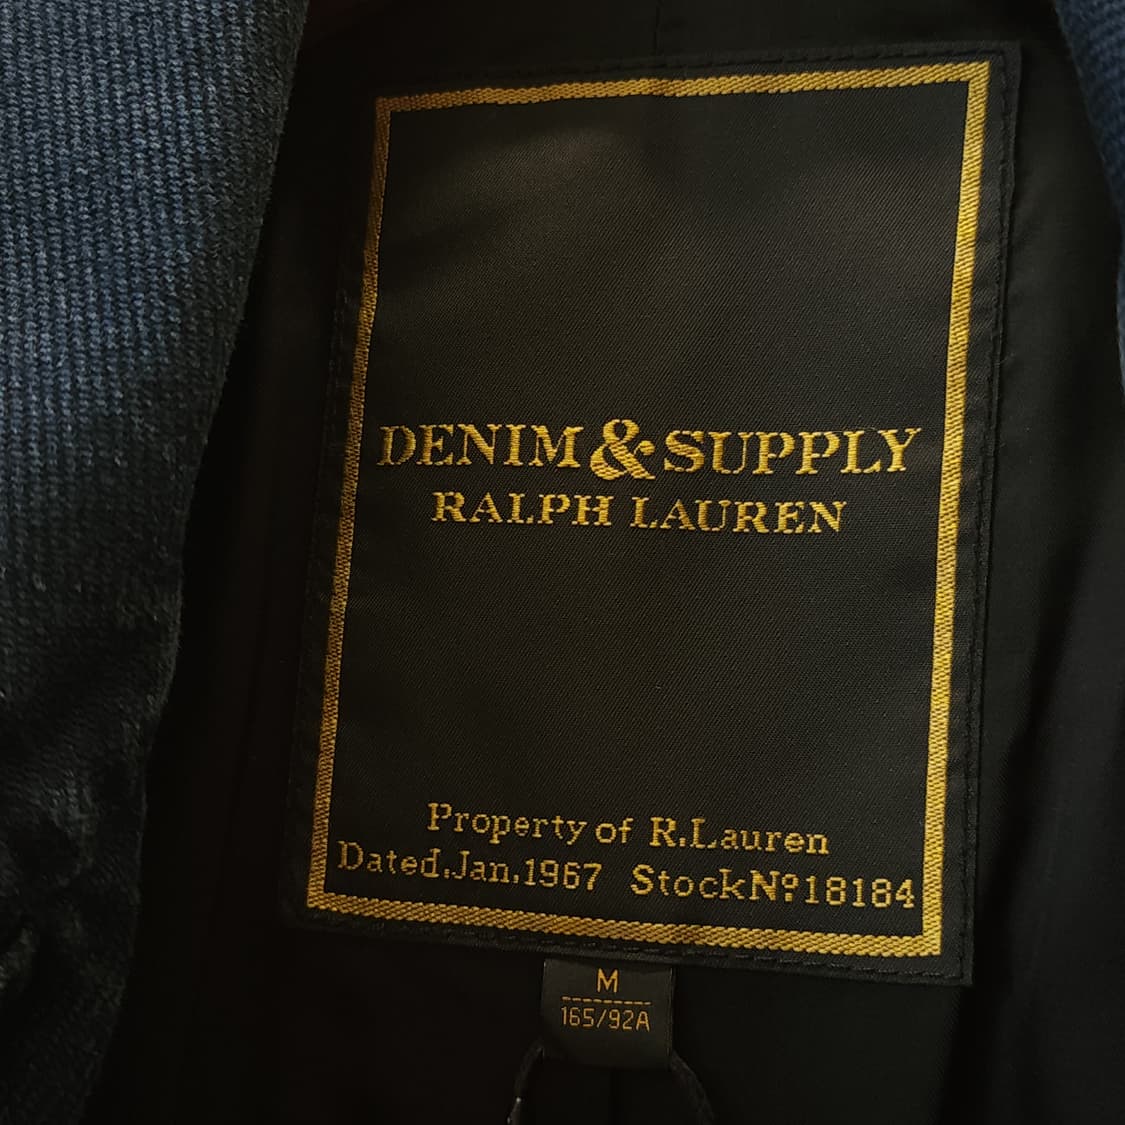 DENIM & SUPPLY
RALPH LAUREN
Property of R.Lauren
Dated.Jan.1967 StockNº18184
M
165/92A